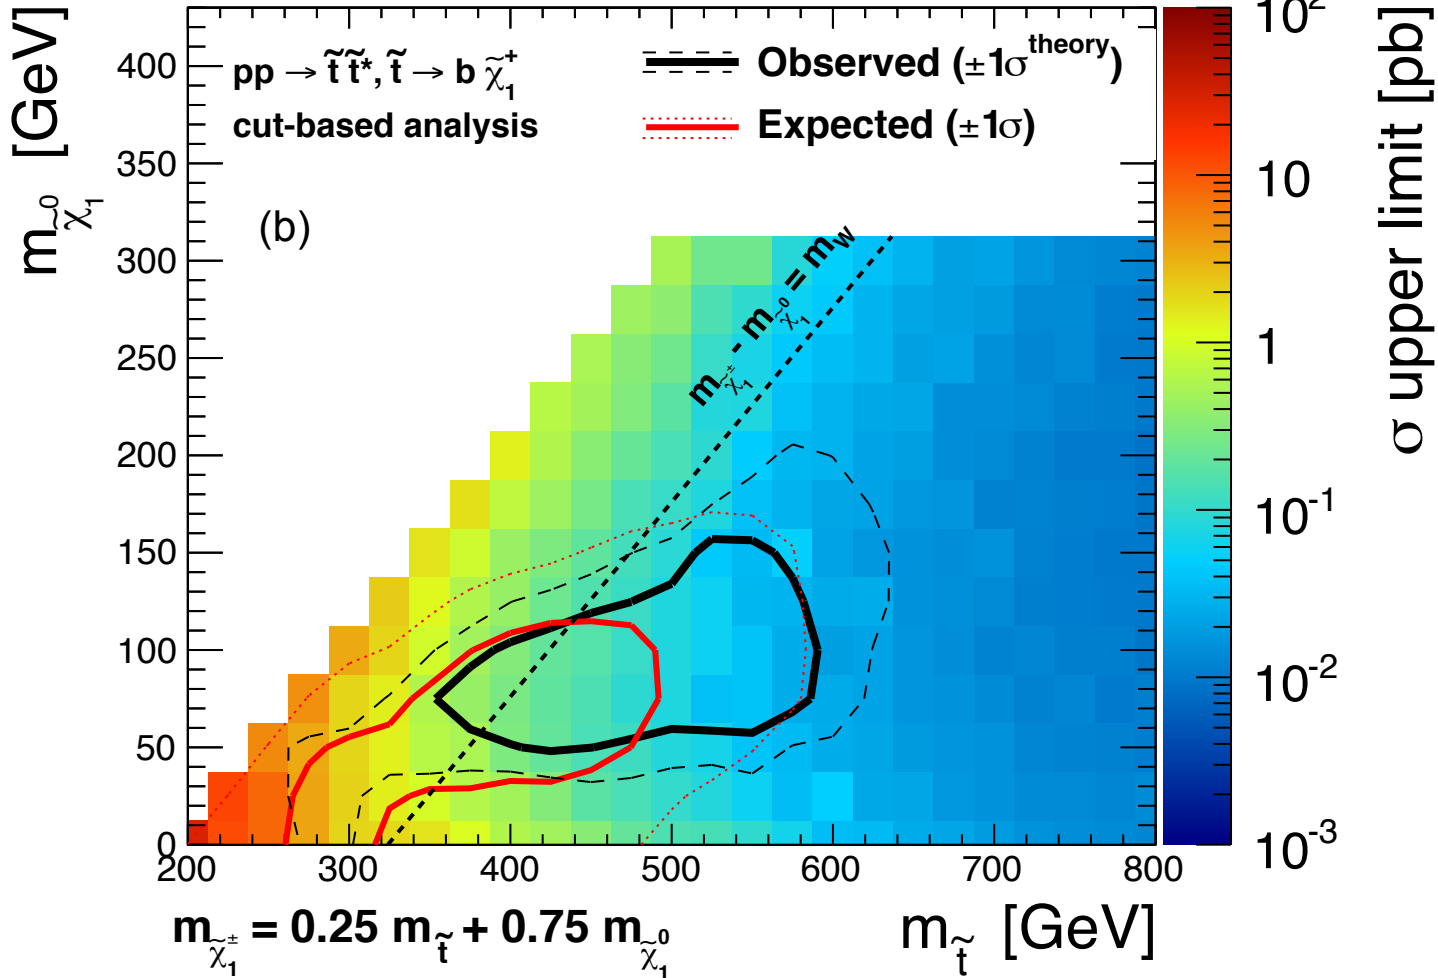 pp → t̃ t̃*, t̃ → b χ̃₁⁺
cut-based analysis
Observed (±1σ^theory)
Expected (±1σ)
(b)
m_χ̃₁± - m_χ̃₁⁰ = m_W
m_χ̃₁⁰ [GeV]
400
350
300
250
200
150
100
50
0
200 300 400 500 600 700 800
m_t̃ [GeV]
m_χ̃₁± = 0.25 m_t̃ + 0.75 m_χ̃₁⁰
10²
10
1
10⁻¹
10⁻²
10⁻³
σ upper limit [pb]